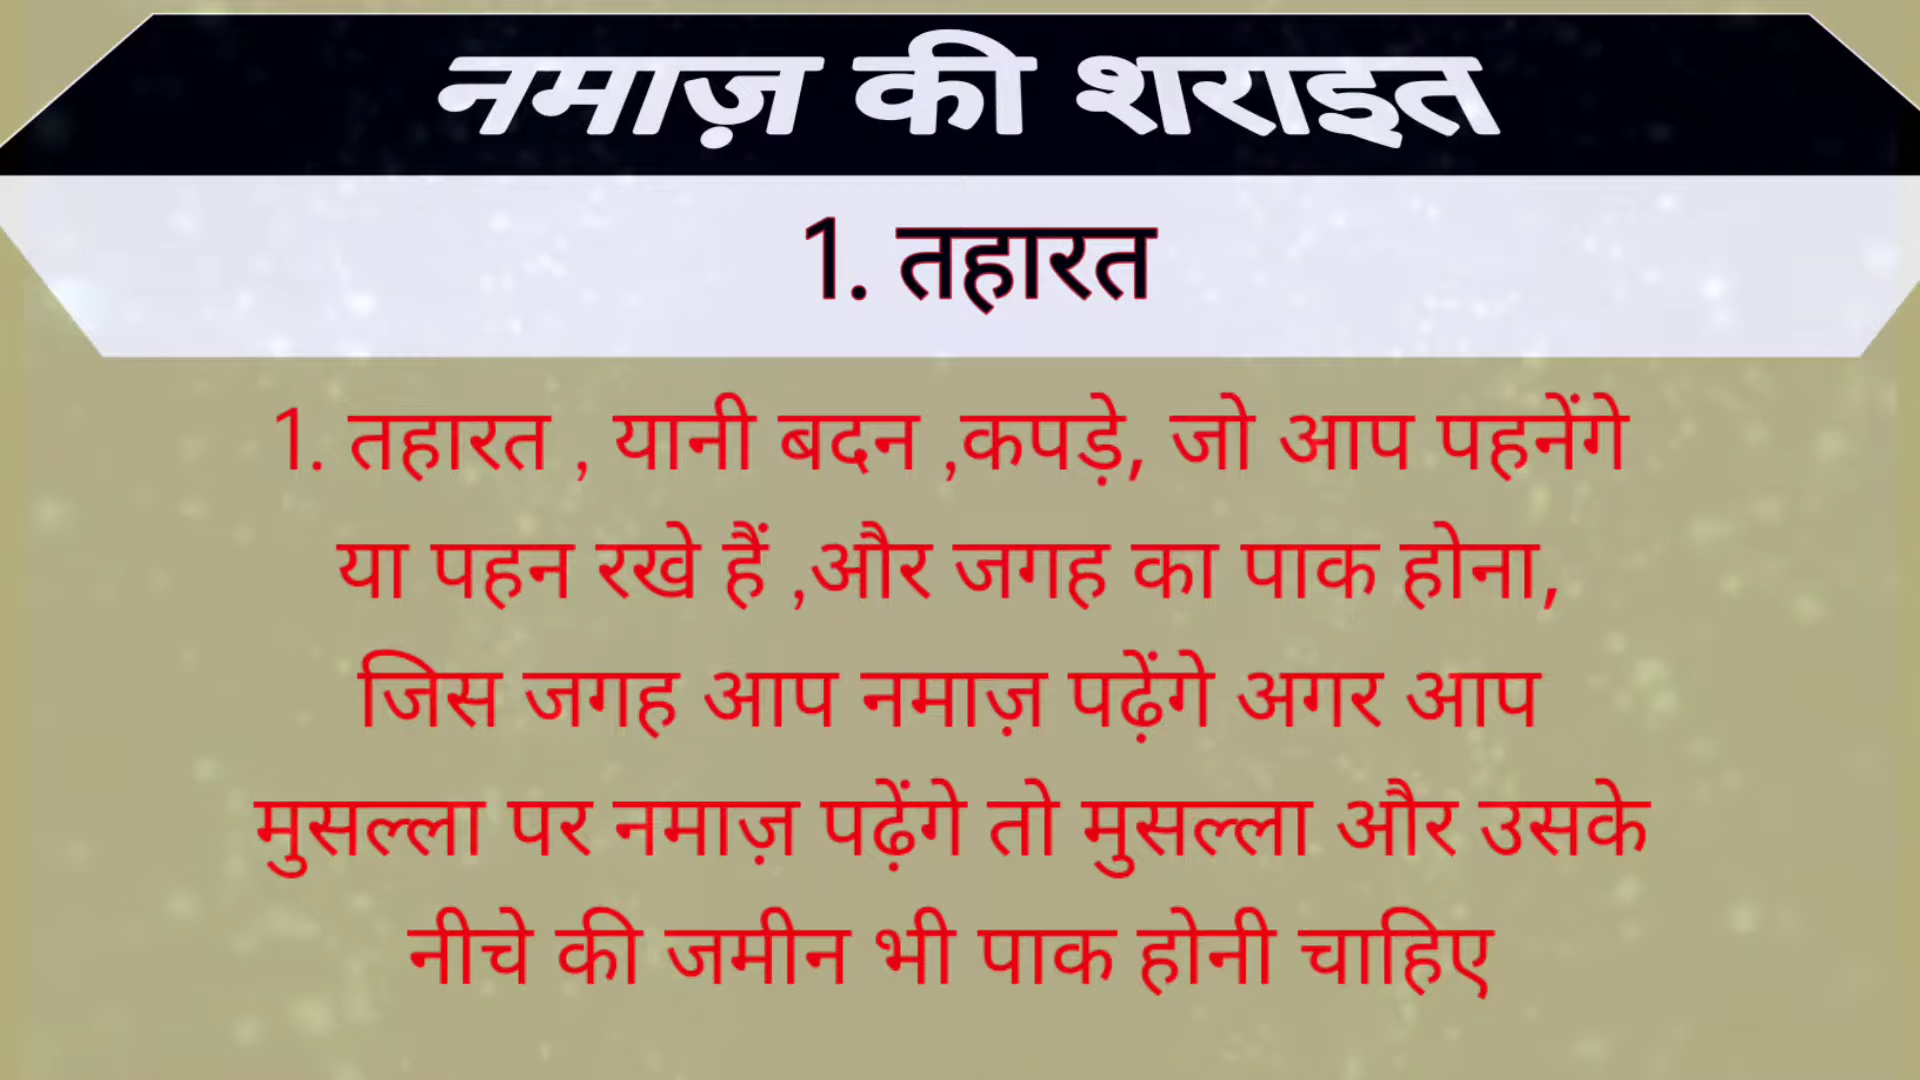 नमाज़ की शराइत
1. तहारत
1. तहारत , यानी बदन ,कपड़े, जो आप पहनेंगे
या पहन रखे हैं ,और जगह का पाक होना,
जिस जगह आप नमाज़ पढ़ेंगे अगर आप
मुसल्ला पर नमाज़ पढ़ेंगे तो मुसल्ला और उसके
नीचे की जमीन भी पाक होनी चाहिए